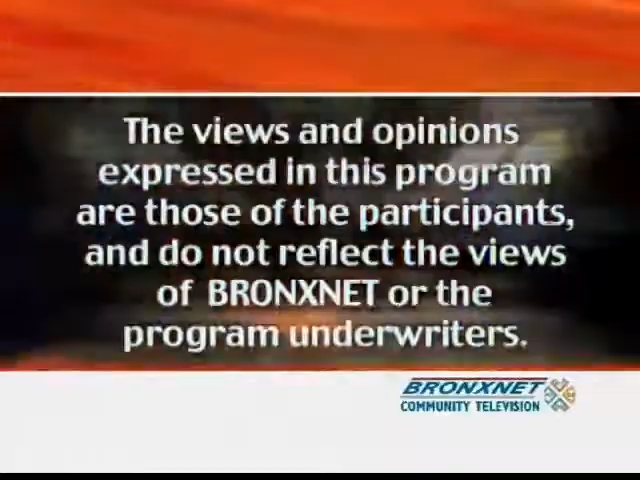 The views and opinions
expressed in this program
are those of the participants,
and do not reflect the views
of BRONXNET or the
program underwriters.
BRONXNET
COMMUNITY TELEVISION